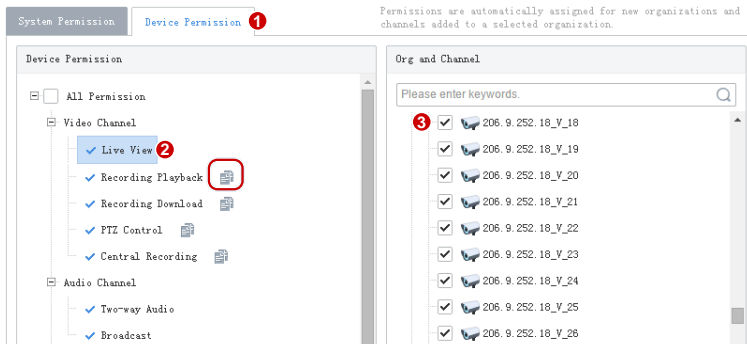 System Permission
Device Permission
1
Permissions are automatically assigned for new organizations and
channels added to a selected organization.
Device Permission
All Permission
Video Channel
Live View
2
Recording Playback
Recording Download
PTZ Control
Central Recording
Audio Channel
Two-way Audio
Broadcast
Org and Channel
Please enter keywords.
3
206.9.252.18_V_18
206.9.252.18_V_19
206.9.252.18_V_20
206.9.252.18_V_21
206.9.252.18_V_22
206.9.252.18_V_23
206.9.252.18_V_24
206.9.252.18_V_25
206.9.252.18_V_26